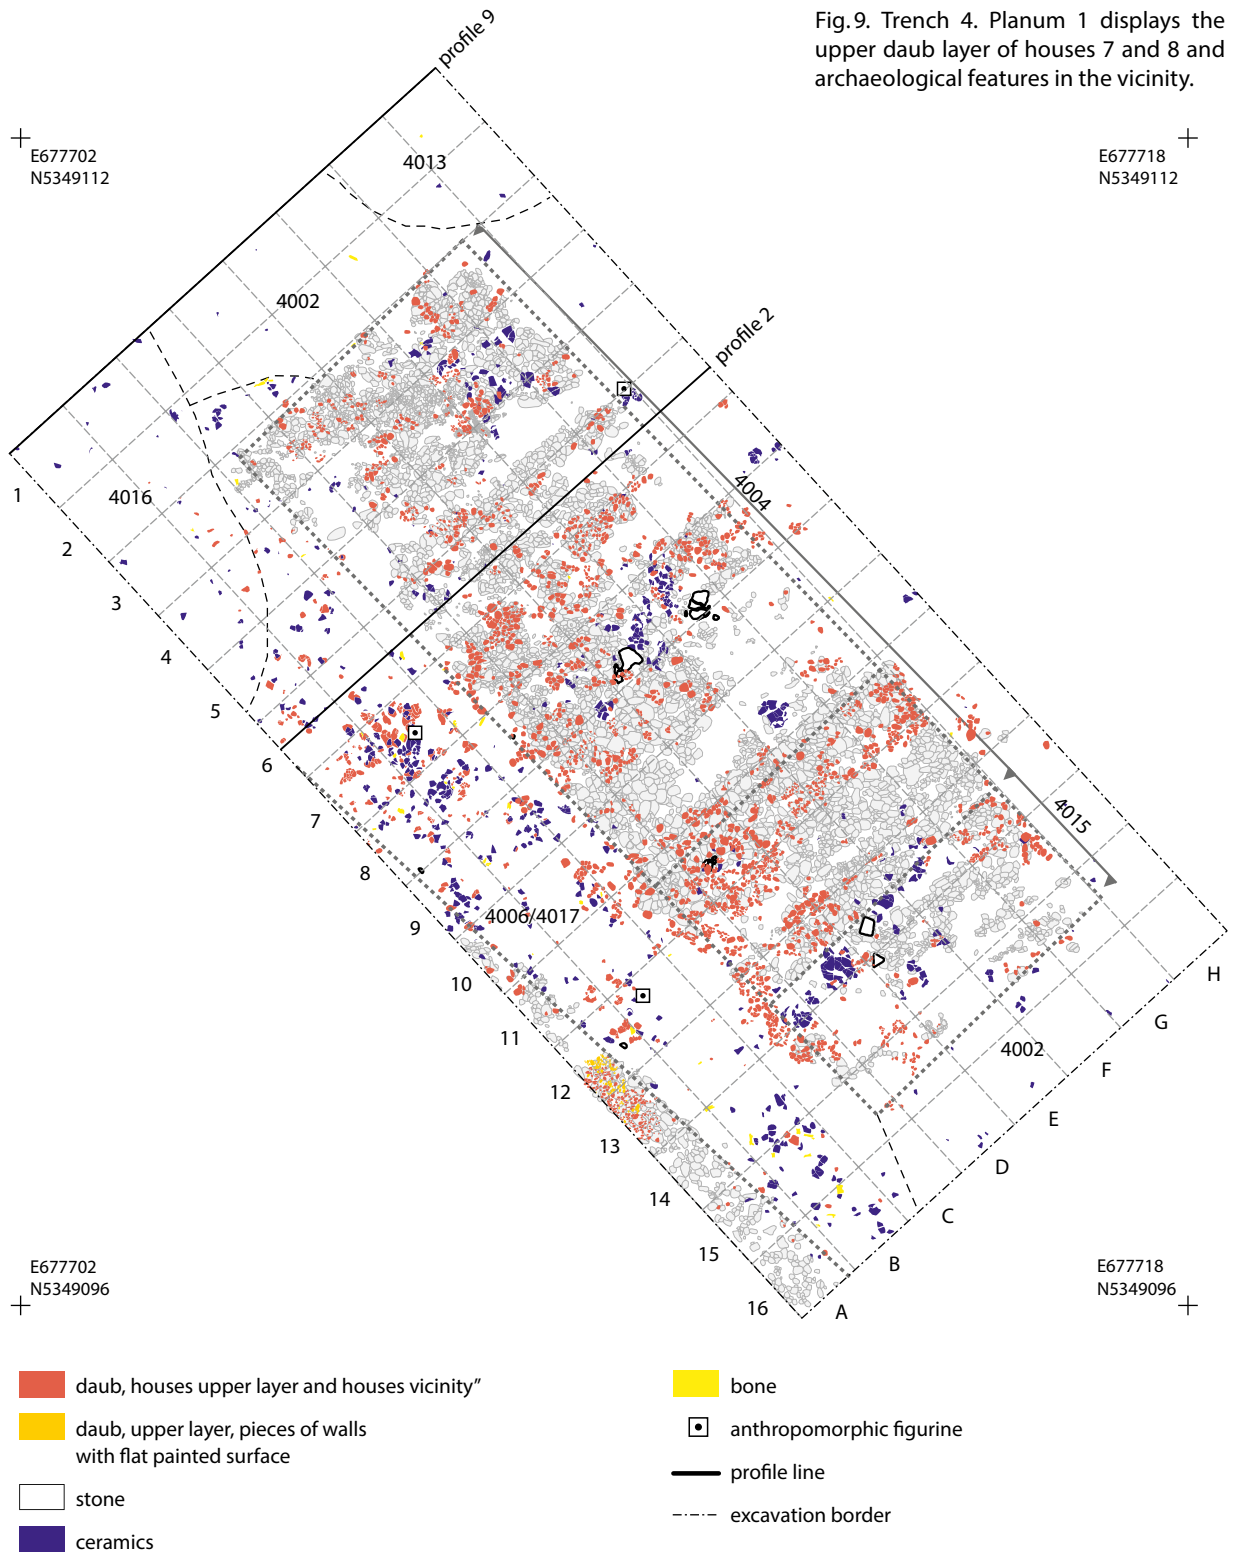 Fig. 9. Trench 4. Planum 1 displays the
upper daub layer of houses 7 and 8 and
archaeological features in the vicinity.
profile 9
E677702
N5349112
E677718
N5349112
4013
4002
profile 2
4016
4004
1
2
3
4
5
6
7
8
9
10
11
12
13
14
15
16
4015
4006/4017
4002
H
G
F
E
D
C
B
A
E677702
N5349096
E677718
N5349096
daub, houses upper layer and houses vicinity”
daub, upper layer, pieces of walls
with flat painted surface
stone
ceramics
bone
anthropomorphic figurine
profile line
excavation border